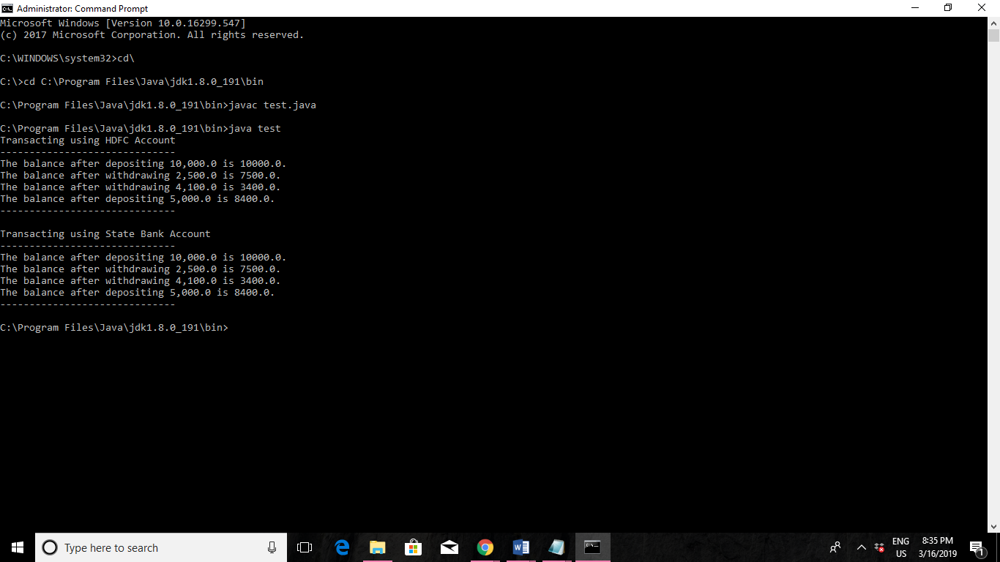 Administrator: Command Prompt
Microsoft Windows [Version 10.0.16299.547]
(c) 2017 Microsoft Corporation. All rights reserved.
C:\WINDOWS\system32>cd\
C:\>cd C:\Program Files\Java\jdk1.8.0_191\bin
C:\Program Files\Java\jdk1.8.0_191\bin>javac test.java
C:\Program Files\Java\jdk1.8.0_191\bin>java test
Transacting using HDFC Account
------------------------------
The balance after depositing 10,000.0 is 10000.0.
The balance after withdrawing 2,500.0 is 7500.0.
The balance after withdrawing 4,100.0 is 3400.0.
The balance after depositing 5,000.0 is 8400.0.
------------------------------
Transacting using State Bank Account
------------------------------
The balance after depositing 10,000.0 is 10000.0.
The balance after withdrawing 2,500.0 is 7500.0.
The balance after withdrawing 4,100.0 is 3400.0.
The balance after depositing 5,000.0 is 8400.0.
------------------------------
C:\Program Files\Java\jdk1.8.0_191\bin>
Type here to search
ENG
US
8:35 PM
3/16/2019
1